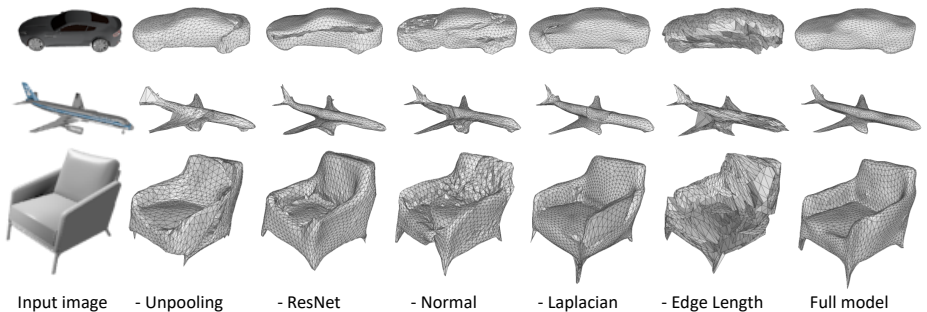 Input image - Unpooling - ResNet - Normal - Laplacian - Edge Length Full model